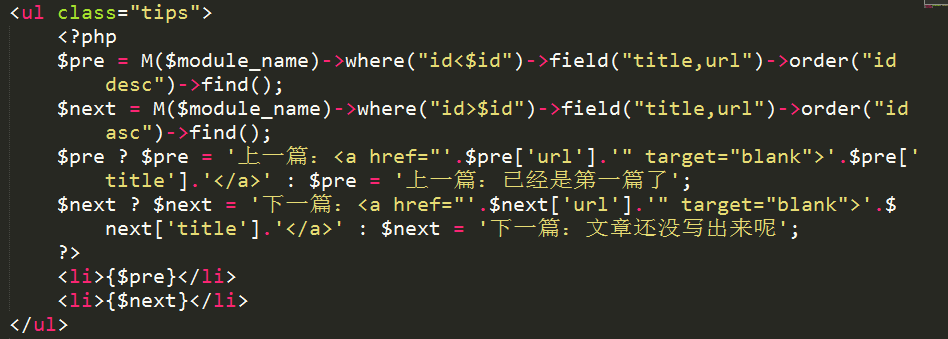 <ul class="tips">
<?php
$pre = M($module_name)->where("id<$id")->field("title,url")->order("id
desc")->find();
$next = M($module_name)->where("id>$id")->field("title,url")->order("id
asc")->find();
$pre ? $pre = '上一篇：<a href="'.$pre['url'].'" target="blank">'.$pre['
title'].'</a>' : $pre = '上一篇：已经是第一篇了';
$next ? $next = '下一篇：<a href="'.$next['url'].'" target="blank">'.$
next['title'].'</a>' : $next = '下一篇：文章还没写出来呢';
?>
<li>{$pre}</li>
<li>{$next}</li>
</ul>